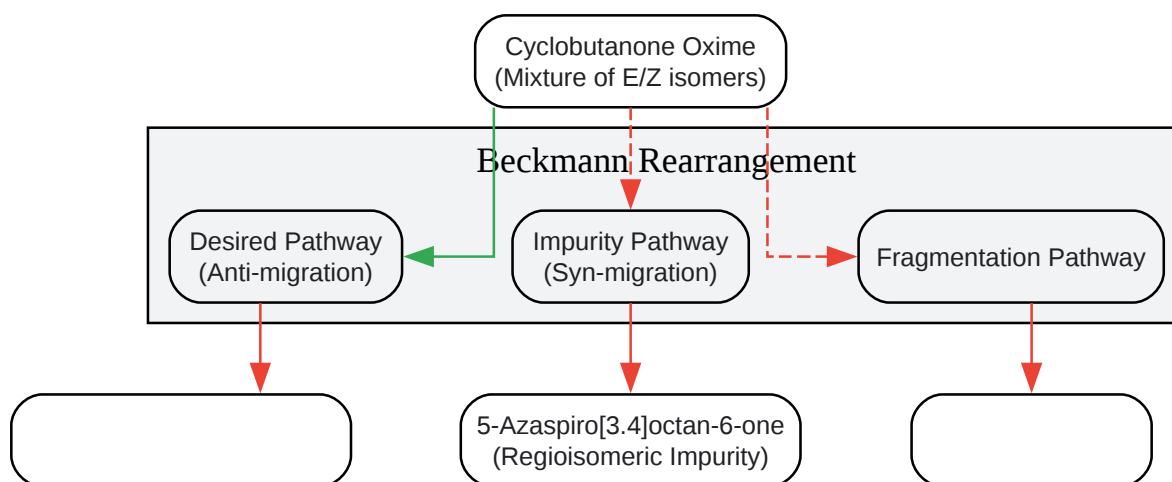 Cyclobutanone Oxime
(Mixture of E/Z isomers)
Beckmann Rearrangement
Desired Pathway
(Anti-migration)
Impurity Pathway
(Syn-migration)
Fragmentation Pathway
5-Azaspiro[3.4]octan-6-one
(Regioisomeric Impurity)